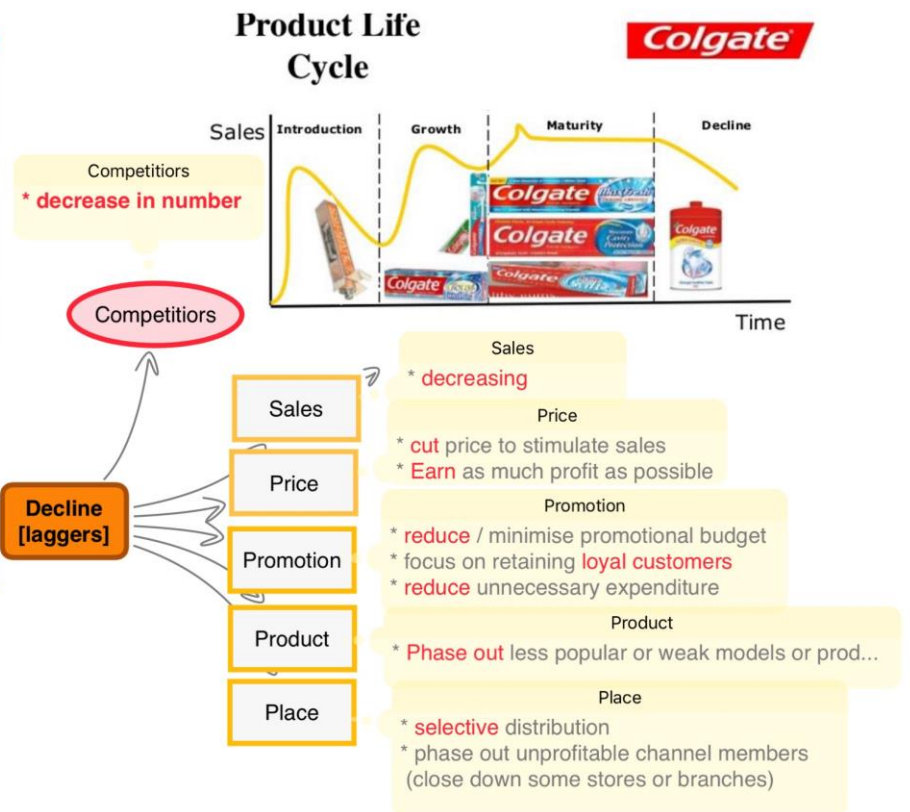 Product Life
Cycle
Colgate
Sales
Introduction
Growth
Maturity
Decline
Colgate
Colgate
Cavity
Protection
Colgate
Colgate
Colgate
Time
Competitiors
* decrease in number
Competitiors
Decline
[laggers]
Sales
Sales
* decreasing
Price
Price
* cut price to stimulate sales
* Earn as much profit as possible
Promotion
Promotion
* reduce / minimise promotional budget
* focus on retaining loyal customers
* reduce unnecessary expenditure
Product
Product
* Phase out less popular or weak models or prod...
Place
Place
* selective distribution
* phase out unprofitable channel members
(close down some stores or branches)